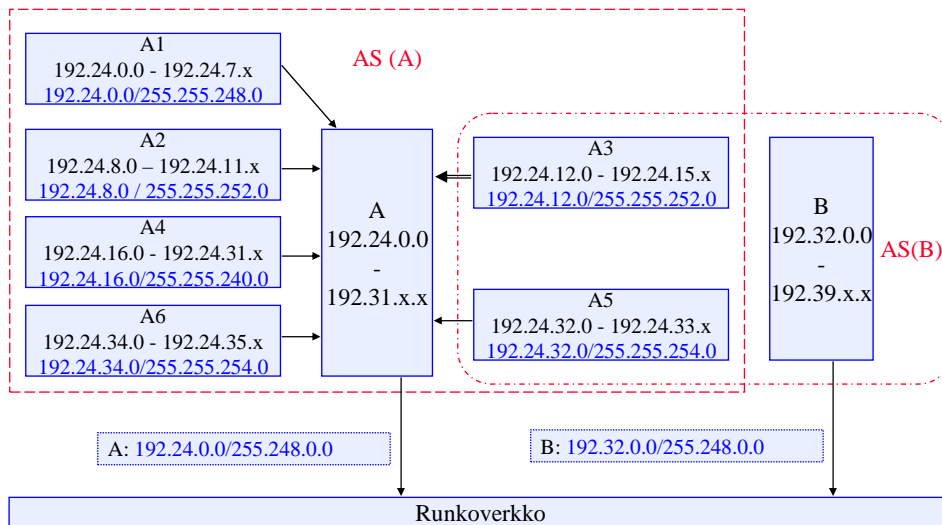 A1
192.24.0.0 - 192.24.7.x
192.24.0.0/255.255.248.0
AS (A)
A2
192.24.8.0 – 192.24.11.x
192.24.8.0 / 255.255.252.0
A4
192.24.16.0 - 192.24.31.x
192.24.16.0/255.255.240.0
A6
192.24.34.0 - 192.24.35.x
192.24.34.0/255.255.254.0
A
192.24.0.0
-
192.31.x.x
A3
192.24.12.0 - 192.24.15.x
192.24.12.0/255.255.252.0
A5
192.24.32.0 - 192.24.33.x
192.24.32.0/255.255.254.0
B
192.32.0.0
-
192.39.x.x
AS(B)
A: 192.24.0.0/255.248.0.0
B: 192.32.0.0/255.248.0.0
Runkoverkko